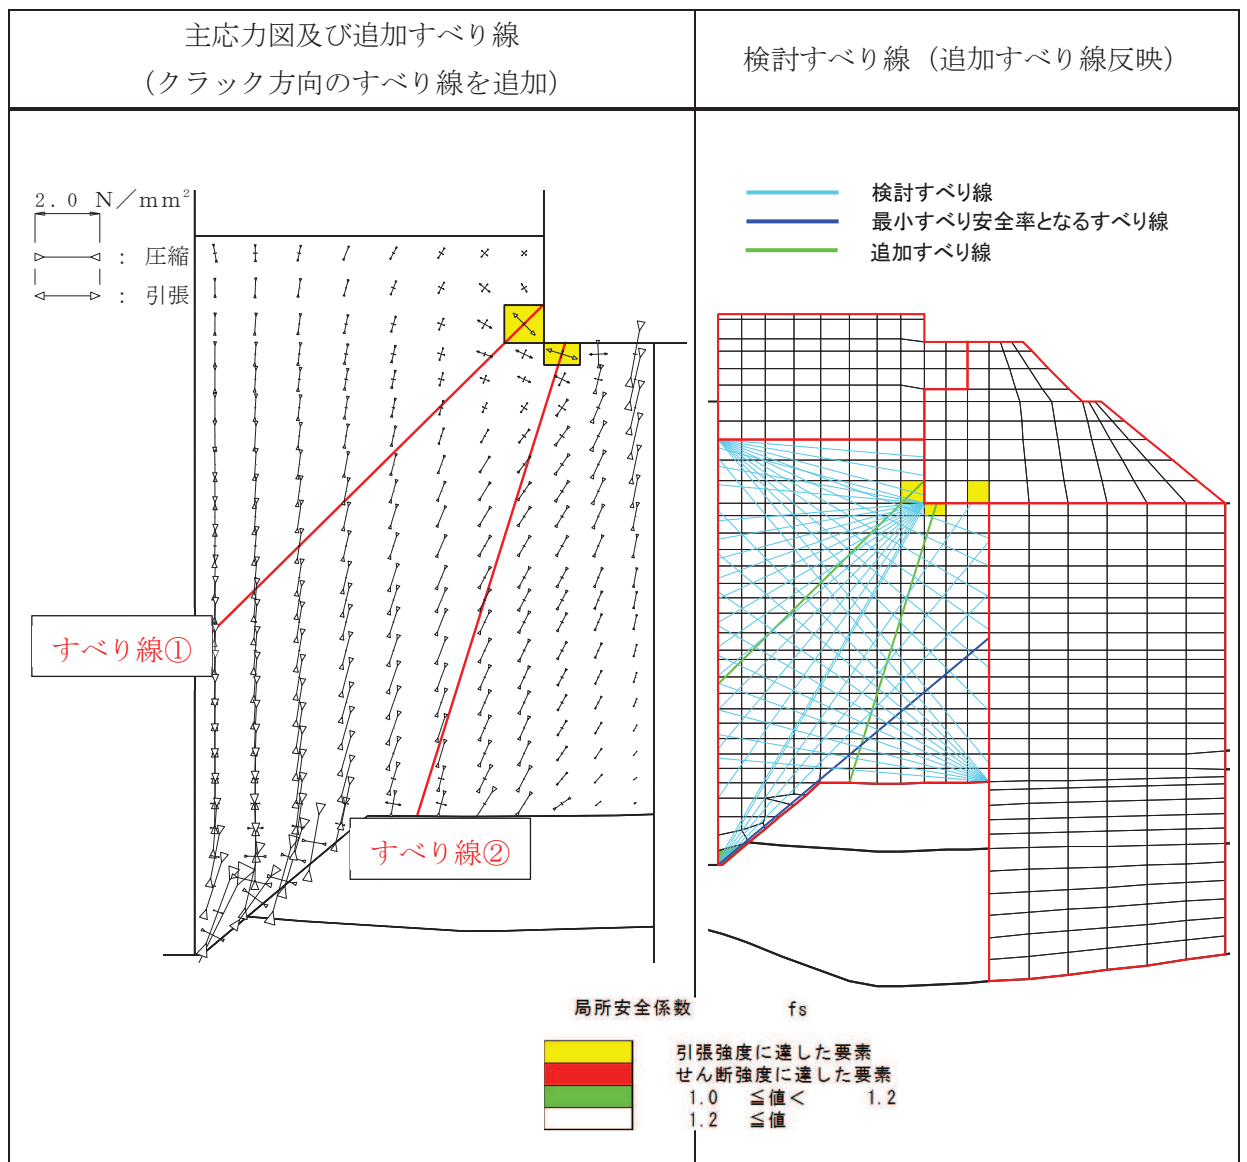 主応力図及び追加すべり線
（クラック方向のすべり線を追加）
検討すべり線（追加すべり線反映）
2.0 N／mm²
： 圧縮
： 引張
すべり線①
すべり線②
検討すべり線
最小すべり安全率となるすべり線
追加すべり線
局所安全係数 fs
引張強度に達した要素
せん断強度に達した要素
1.0 ≦値＜ 1.2
1.2 ≦値